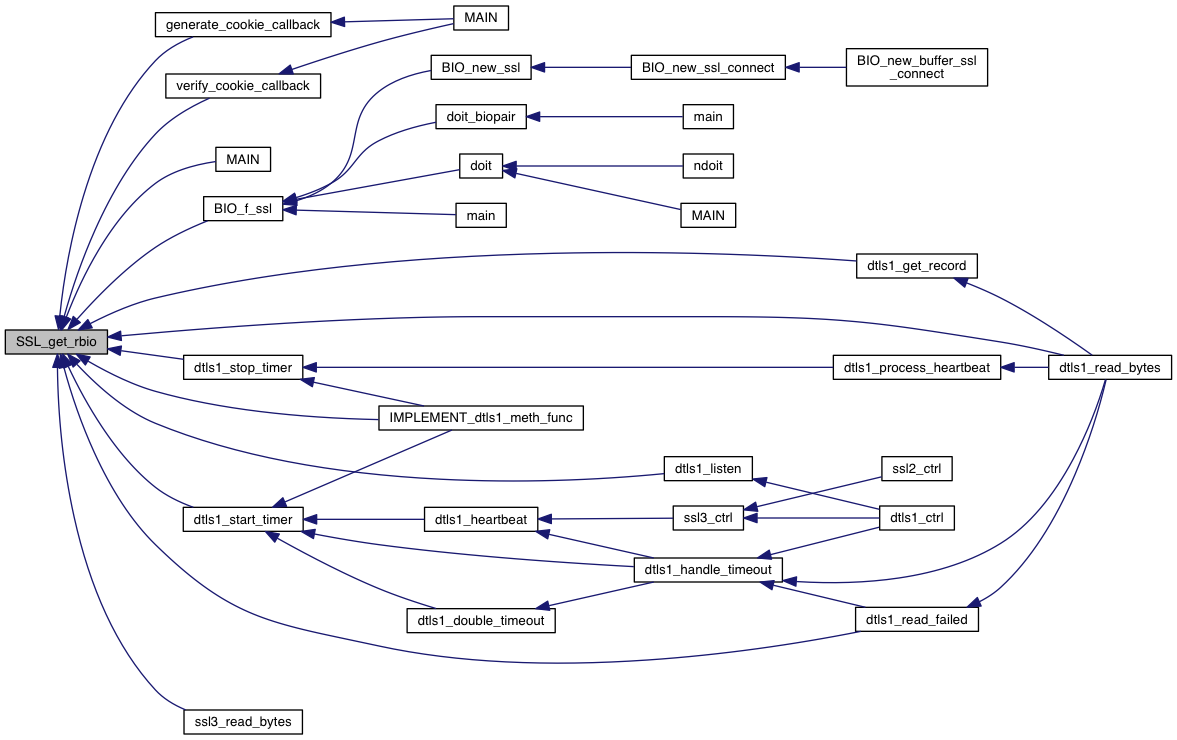 generate_cookie_callback
MAIN
verify_cookie_callback
BIO_new_ssl
BIO_new_ssl_connect
BIO_new_buffer_ssl
_connect
doit_biopair
main
MAIN
doit
ndoit
BIO_f_ssl
main
MAIN
dtls1_get_record
SSL_get_rbio
dtls1_stop_timer
dtls1_process_heartbeat
dtls1_read_bytes
IMPLEMENT_dtls1_meth_func
dtls1_listen
ssl2_ctrl
dtls1_start_timer
dtls1_heartbeat
ssl3_ctrl
dtls1_ctrl
dtls1_handle_timeout
dtls1_double_timeout
dtls1_read_failed
ssl3_read_bytes